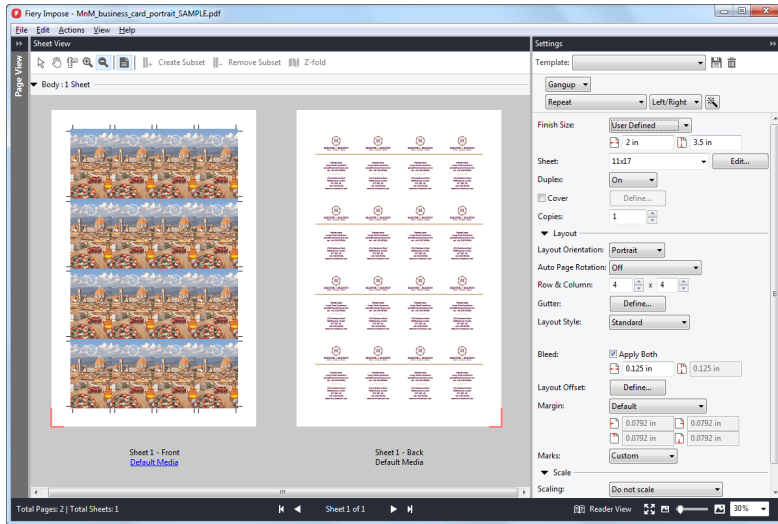 Fiery Impose - MnM_business_card_portrait_SAMPLE.pdf
File Edit Actions View Help
Sheet View
Settings
Page View
Create Subset
Remove Subset
Z-fold
Template:
Body : 1 Sheet
Gangup
Repeat
Left/Right
Finish Size:
User Defined
2 in
3.5 in
Sheet:
11x17
Edit...
Duplex:
On
Cover
Define...
Copies:
1
Layout
Layout Orientation:
Portrait
Auto Page Rotation:
Off
Row & Column:
4 x 4
Gutter:
Define...
Layout Style:
Standard
Bleed:
Apply Both
0.125 in
0.125 in
Layout Offset:
Define...
Margin:
Default
0.0792 in
0.0792 in
0.0792 in
0.0792 in
Marks:
Custom
Scale
Scaling:
Do not scale
Sheet 1 - Front
Default Media
Sheet 1 - Back
Default Media
Total Pages: 2 | Total Sheets: 1
Sheet 1 of 1
Reader View
30%